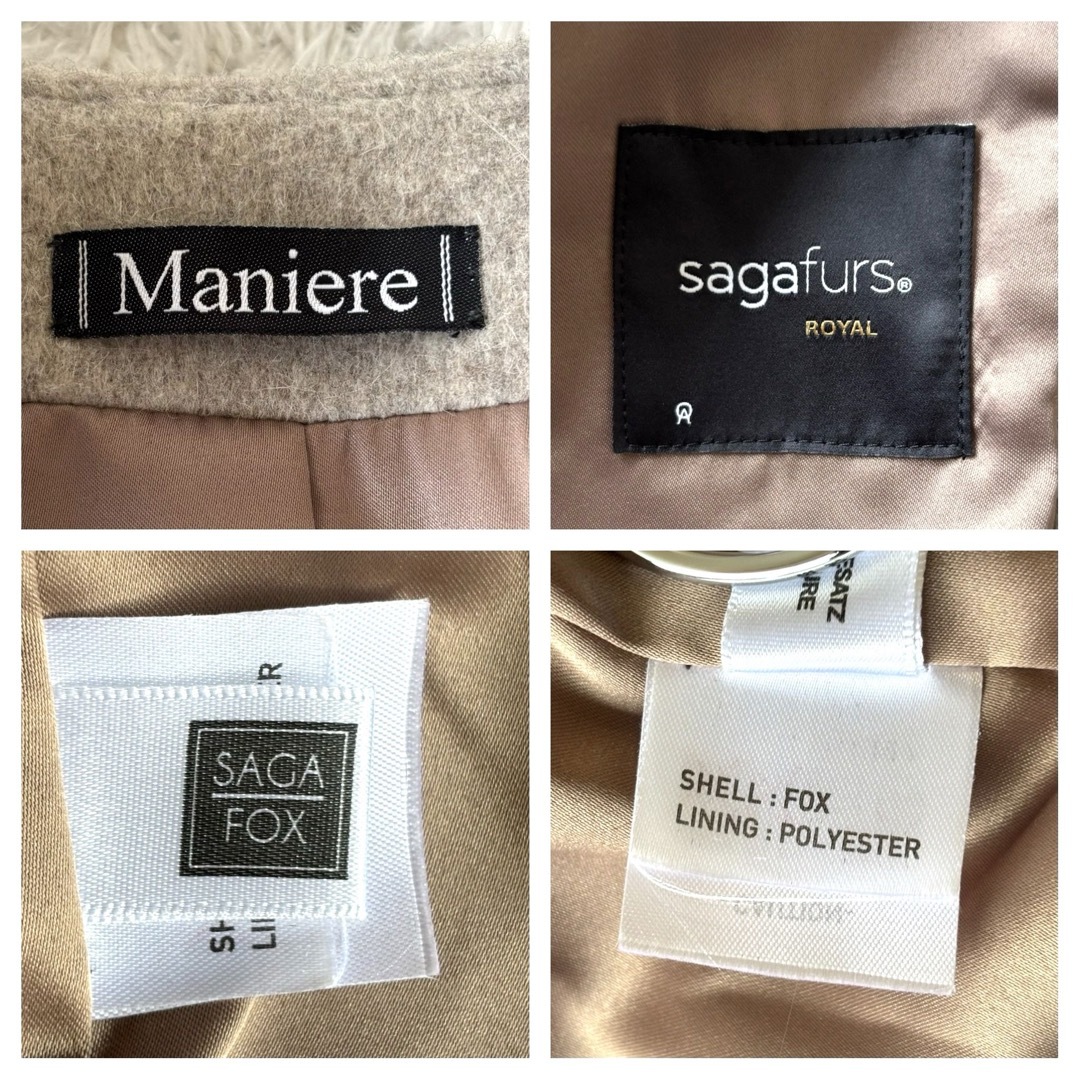 Maniere
sagafurs®
ROYAL
SAGA
FOX
SHELL : FOX
LINING : POLYESTER